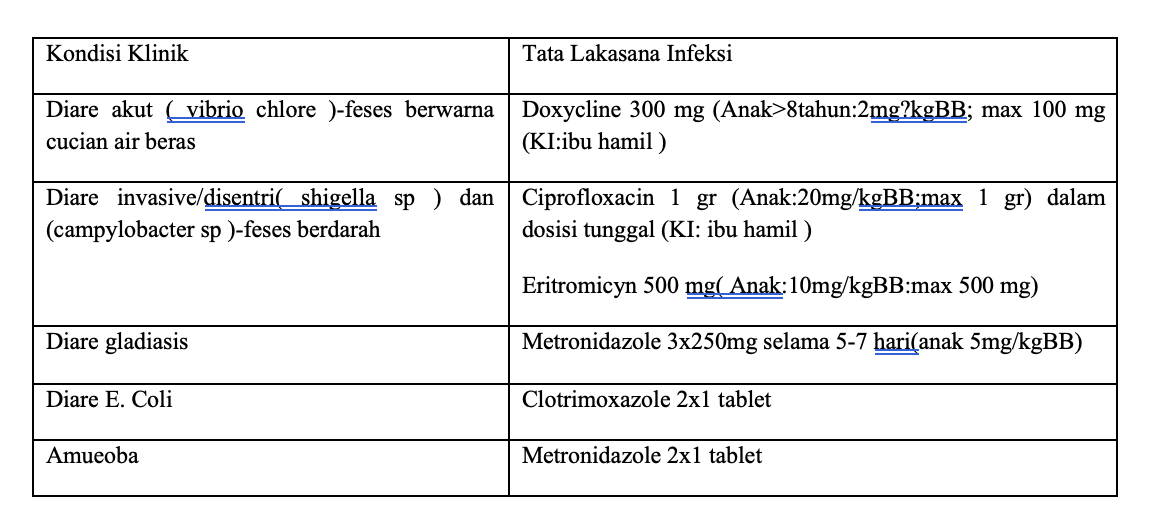 Kondisi Klinik
Tata Lakasana Infeksi
Diare akut ( vibrio chlore )-feses berwarna
cucian air beras
Doxycline 300 mg (Anak>8tahun:2mg?kgBB; max 100 mg
(KI:ibu hamil )
Diare invasive/disentri( shigella sp ) dan
(campylobacter sp )-feses berdarah
Ciprofloxacin 1 gr (Anak:20mg/kgBB;max 1 gr) dalam
dosisi tunggal (KI: ibu hamil )
Eritromicyn 500 mg( Anak:10mg/kgBB:max 500 mg)
Diare gladiasis
Metronidazole 3x250mg selama 5-7 hari(anak 5mg/kgBB)
Diare E. Coli
Clotrimoxazole 2x1 tablet
Amueoba
Metronidazole 2x1 tablet